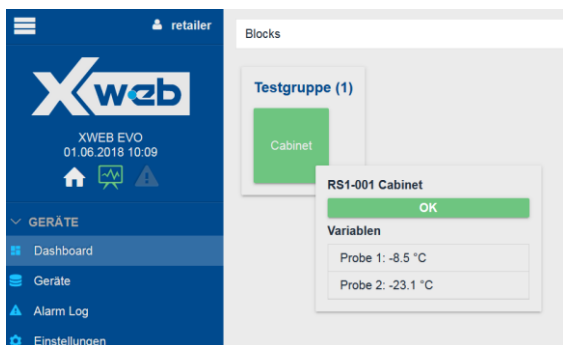 retailer
Xweb
XWEB EVO
01.06.2018 10:09
GERÄTE
Dashboard
Geräte
Alarm Log
Einstellungen
Blocks
Testgruppe (1)
Cabinet
RS1-001 Cabinet
OK
Variablen
Probe 1: -8.5 °C
Probe 2: -23.1 °C